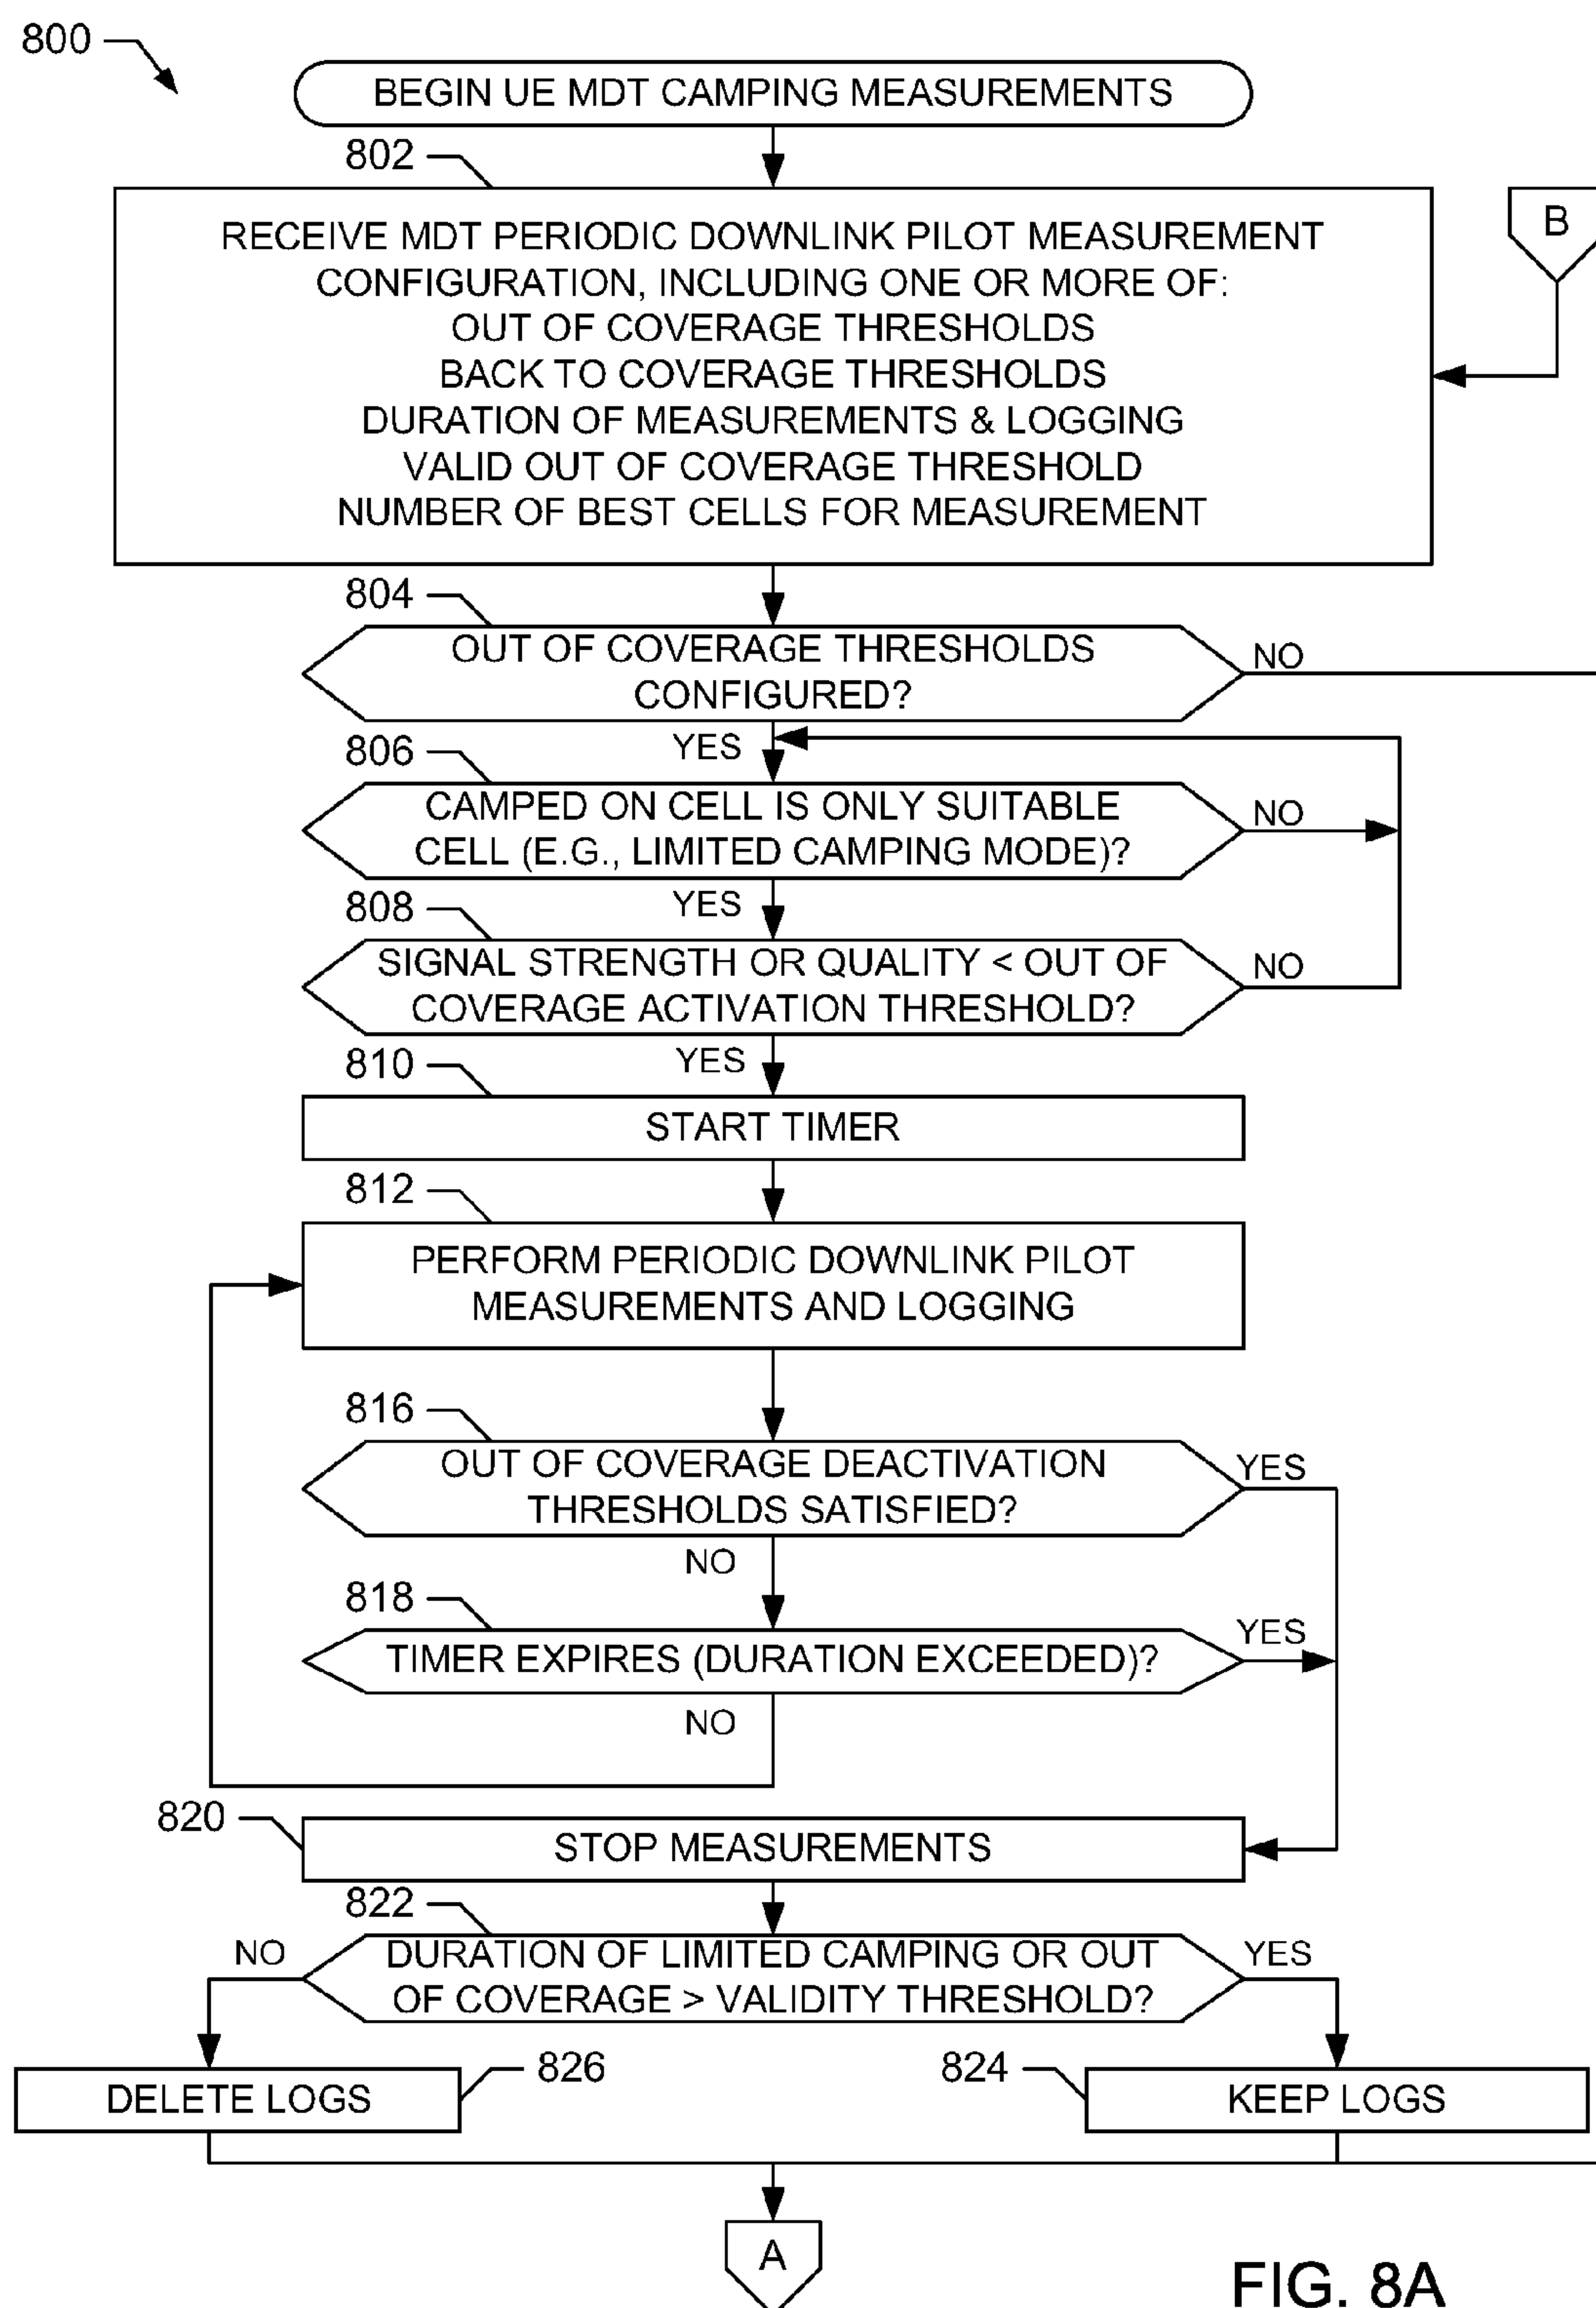 800
BEGIN UE MDT CAMPING MEASUREMENTS
802
RECEIVE MDT PERIODIC DOWNLINK PILOT MEASUREMENT
CONFIGURATION, INCLUDING ONE OR MORE OF:
OUT OF COVERAGE THRESHOLDS
BACK TO COVERAGE THRESHOLDS
DURATION OF MEASUREMENTS & LOGGING
VALID OUT OF COVERAGE THRESHOLD
NUMBER OF BEST CELLS FOR MEASUREMENT
B
804
OUT OF COVERAGE THRESHOLDS
CONFIGURED?
NO
YES
806
CAMPED ON CELL IS ONLY SUITABLE
CELL (E.G., LIMITED CAMPING MODE)?
NO
YES
808
SIGNAL STRENGTH OR QUALITY < OUT OF
COVERAGE ACTIVATION THRESHOLD?
NO
YES
810
START TIMER
812
PERFORM PERIODIC DOWNLINK PILOT
MEASUREMENTS AND LOGGING
816
OUT OF COVERAGE DEACTIVATION
THRESHOLDS SATISFIED?
YES
NO
818
TIMER EXPIRES (DURATION EXCEEDED)?
YES
NO
820
STOP MEASUREMENTS
822
DURATION OF LIMITED CAMPING OR OUT
OF COVERAGE > VALIDITY THRESHOLD?
NO
YES
DELETE LOGS
826
824
KEEP LOGS
A
FIG. 8A